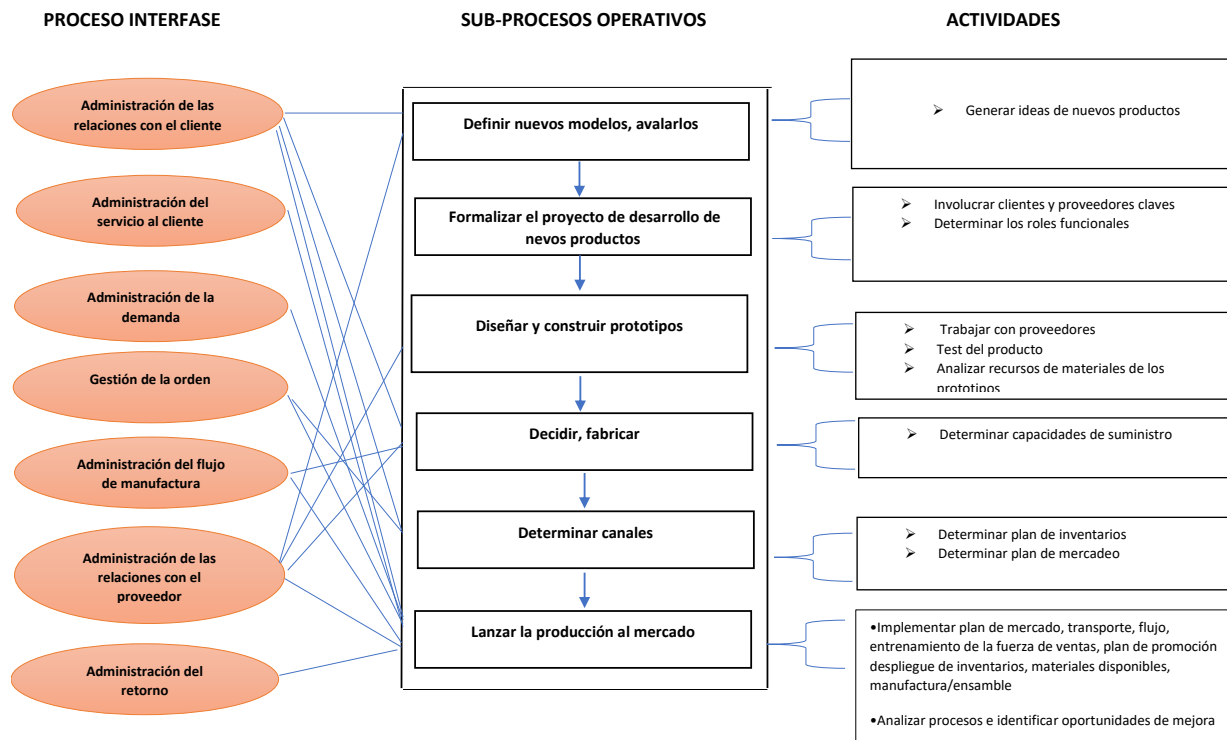 PROCESO INTERFASE
SUB-PROCESOS OPERATIVOS
ACTIVIDADES
Administración de las
relaciones con el cliente
Administración del
servicio al cliente
Administración de la
demanda
Gestión de la orden
Administración del flujo
de manufactura
Administración de las
relaciones con el
proveedor
Administración del
retorno
Definir nuevos modelos, avalarlos
Formalizar el proyecto de desarrollo de
nevos productos
Diseñar y construir prototipos
Decidir, fabricar
Determinar canales
Lanzar la producción al mercado
➢ Generar ideas de nuevos productos
➢ Involucrar clientes y proveedores claves
➢ Determinar los roles funcionales
➢ Trabajar con proveedores
➢ Test del producto
➢ Analizar recursos de materiales de los
prototipos
➢ Determinar capacidades de suministro
➢ Determinar plan de inventarios
➢ Determinar plan de mercadeo
•Implementar plan de mercado, transporte, flujo,
entrenamiento de la fuerza de ventas, plan de promoción
despliegue de inventarios, materiales disponibles,
manufactura/ensamble
•Analizar procesos e identificar oportunidades de mejora